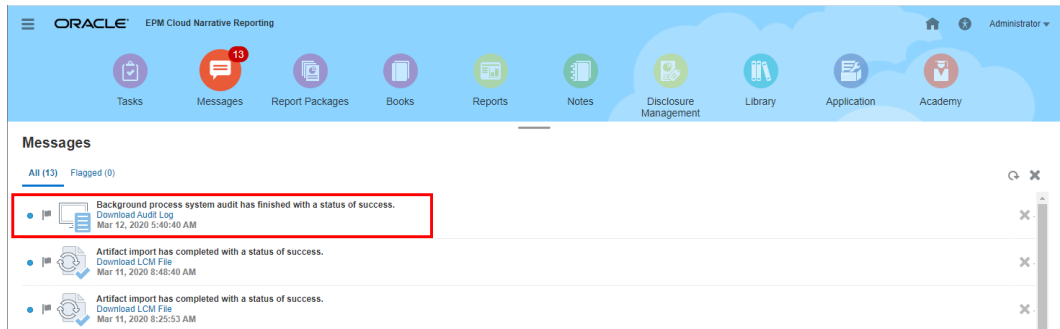 ORACLE® EPM Cloud Narrative Reporting Administrator
13
Tasks Messages Report Packages Books Reports Notes Disclosure Management Library Application Academy
Messages
All (13) Flagged (0)
Background process system audit has finished with a status of success.
Download Audit Log
Mar 12, 2020 5:40:40 AM
Artifact import has completed with a status of success.
Download LCM File
Mar 11, 2020 8:48:40 AM
Artifact import has completed with a status of success.
Download LCM File
Mar 11, 2020 8:25:53 AM